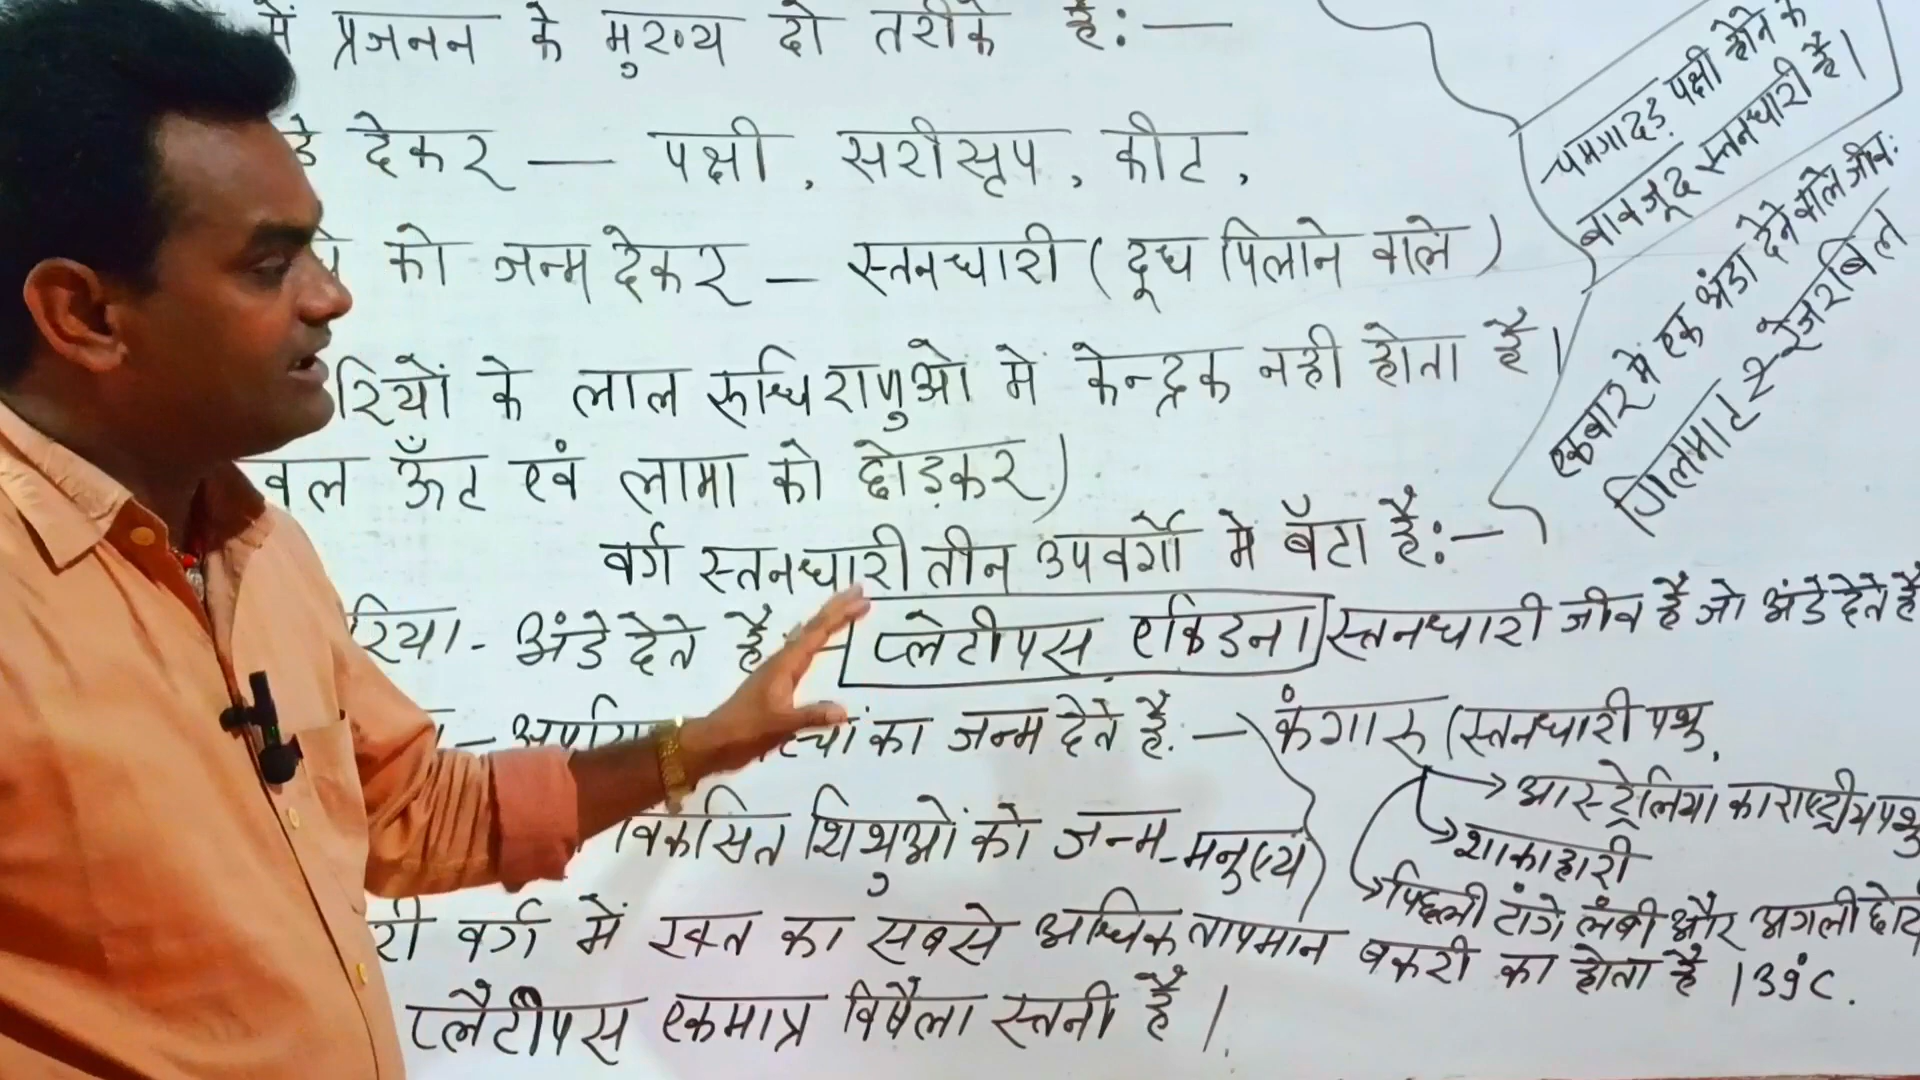 में प्रजनन के मुख्य दो तरीके हैं:—
डे देकर — पक्षी, सरीसृप, कीट,
को जन्म देकर — स्तनधारी (दूध पिलाने वाले)
रियों के लाल रुधिराणुओं में केन्द्रक नहीं होता है।
वल ऊँट एवं लामा को छोड़कर)
वर्ग स्तनधारी तीन उपवर्गों में बँटा है:—
रिया - अंडे देते हैं — प्लेटीपस एकिडना स्तनधारी जीव हैं जो अंडे देते हैं
का जन्म देते हैं. — कंगारू (स्तनधारी पशु,
→ आस्ट्रेलिया का राष्ट्रीय पशु
→ शाकाहारी
→ पिछली टांगे लंबी और अगली छोटी
विकसित शिशुओं को जन्म - मनुष्य
री वर्ग में रक्त का सबसे अधिक तापमान बकरी का होता है। 39°C.
प्लैटीपस एकमात्र विषैला स्तनी है।
चमगादड़ पक्षी होने के
बावजूद स्तनधारी है।
एकबार में एक अंडा देने वाले जीव: